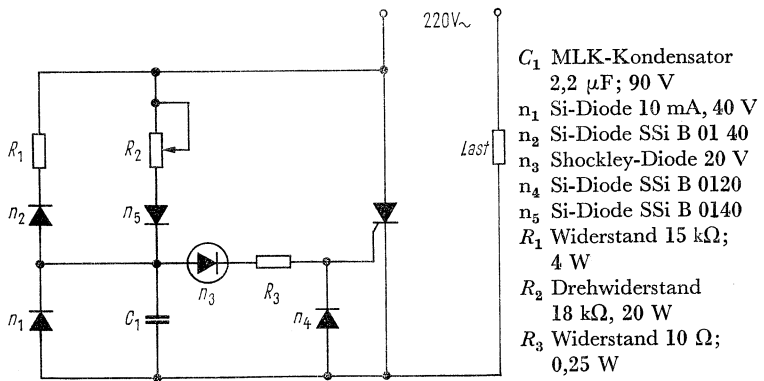 220V~
R₁
R₂
Last
n₂
n₅
n₃
R₃
n₁
C₁
n₄
C₁ MLK-Kondensator
2,2 μF; 90 V
n₁ Si-Diode 10 mA, 40 V
n₂ Si-Diode SSi B 01 40
n₃ Shockley-Diode 20 V
n₄ Si-Diode SSi B 0120
n₅ Si-Diode SSi B 0140
R₁ Widerstand 15 kΩ;
4 W
R₂ Drehwiderstand
18 kΩ, 20 W
R₃ Widerstand 10 Ω;
0,25 W